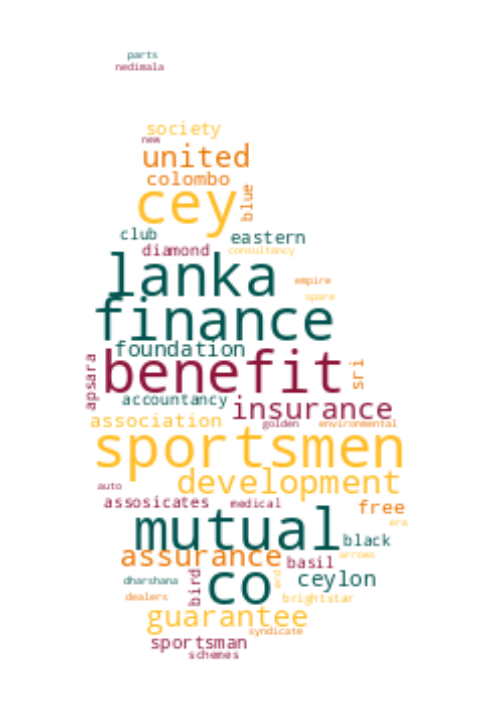 parts
nedimala
society
new
united
colombo
blue
cey
club
eastern
diamond
consultancy
lanka
empire
spare
finance
foundation
benefit
sri
apsara
accountancy
insurance
association
golden
environmental
sportsmen
development
auto
assosicates
medical
free
era
mutual
black
assurance
arrows
basil
co
ceylon
dharshana
bird
erd
dealers
brightstar
guarantee
syndicate
sportsman
schemes